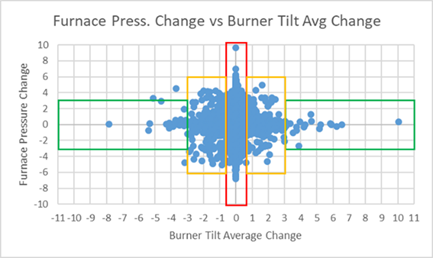 Furnace Press. Change vs Burner Tilt Avg Change
10
8
6
4
2
0
-2
-4
-6
-8
-10
Furnace Pressure Change
-11 -10 -9 -8 -7 -6 -5 -4 -3 -2 -1 0 1 2 3 4 5 6 7 8 9 10 11
Burner Tilt Average Change